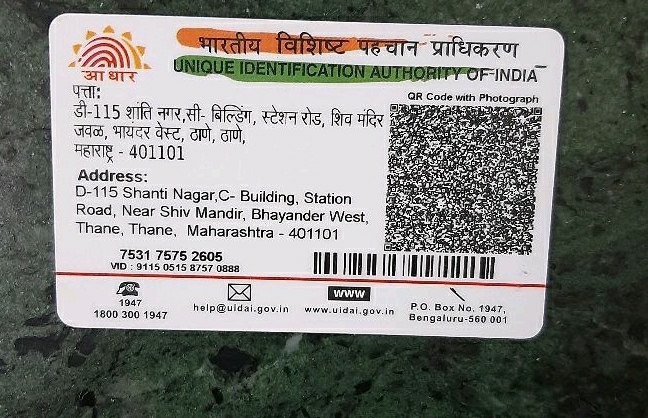 भारतीय विशिष्ट पहचान प्राधिकरण
UNIQUE IDENTIFICATION AUTHORITY OF INDIA
आधार
QR Code with Photograph
पत्ता:
डी-115 शांति नगर,सी- बिल्डिंग, स्टेशन रोड, शिव मंदिर
जवळ, भायंदर वेस्ट, ठाणे, ठाणे,
महाराष्ट्र - 401101
Address:
D-115 Shanti Nagar,C- Building, Station
Road, Near Shiv Mandir, Bhayander West,
Thane, Thane, Maharashtra - 401101
7531 7575 2605
VID : 9115 0515 8757 0888
1947
1800 300 1947
help@uidai.gov.in
www
www.uidai.gov.in
P.O. Box No. 1947,
Bengaluru-560 001